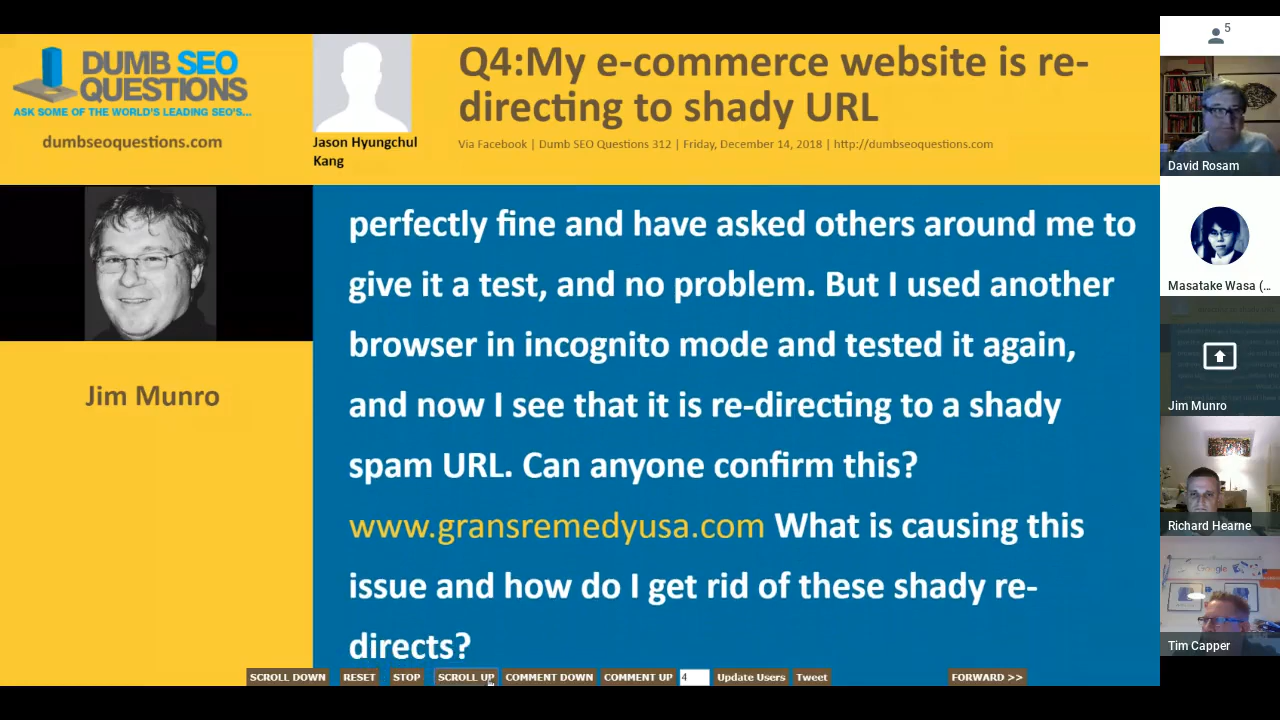 DUMB SEO
QUESTIONS
ASK SOME OF THE WORLD'S LEADING SEO'S...
dumbseoquestions.com
Jason Hyungchul
Kang
Q4:My e-commerce website is re-
directing to shady URL
Via Facebook | Dumb SEO Questions 312 | Friday, December 14, 2018 | http://dumbseoquestions.com
Jim Munro
perfectly fine and have asked others around me to
give it a test, and no problem. But I used another
browser in incognito mode and tested it again,
and now I see that it is re-directing to a shady
spam URL. Can anyone confirm this?
www.gransremedyusa.com What is causing this
issue and how do I get rid of these shady re-
directs?
SCROLL DOWN RESET STOP SCROLL UP COMMENT DOWN COMMENT UP 4 Update Users Tweet FORWARD >>
5
David Rosam
Masatake Wasa (...
Jim Munro
Richard Hearne
Google
Tim Capper